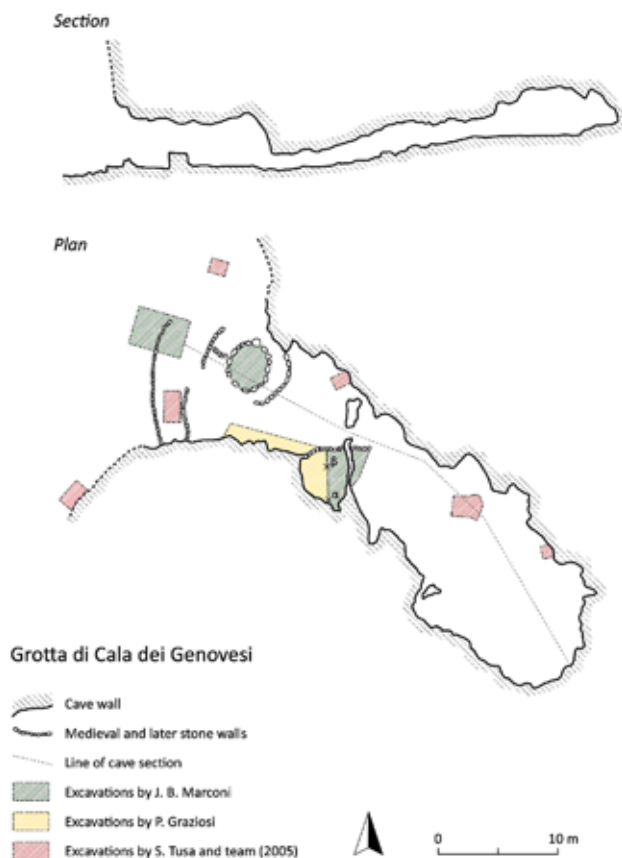 Section
Plan
Grotta di Cala dei Genovesi
Cave wall
Medieval and later stone walls
Line of cave section
Excavations by J. B. Marconi
Excavations by P. Graziosi
Excavations by S. Tusa and team (2005)
0 10 m